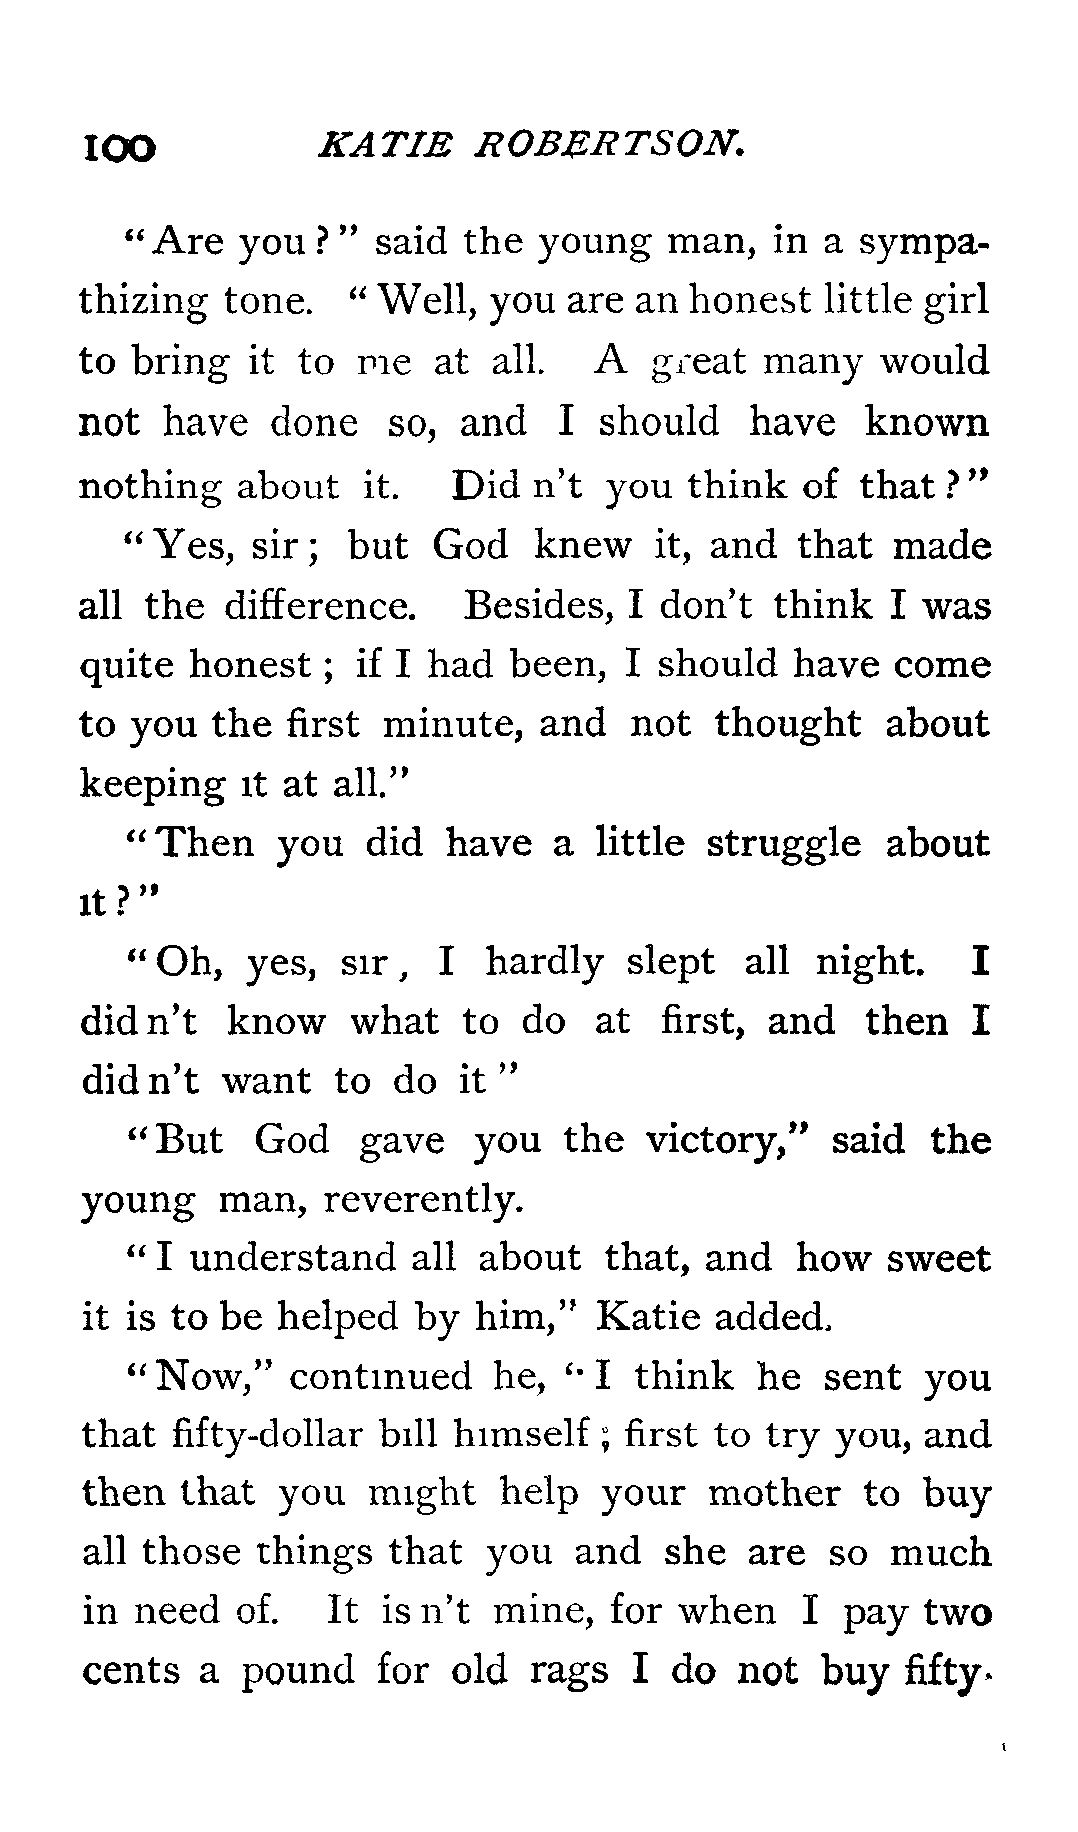 100 KATIE ROBERTSON.
"Are you?" said the young man, in a sympa-
thizing tone. "Well, you are an honest little girl
to bring it to me at all. A great many would
not have done so, and I should have known
nothing about it. Did n't you think of that?"
"Yes, sir; but God knew it, and that made
all the difference. Besides, I don't think I was
quite honest; if I had been, I should have come
to you the first minute, and not thought about
keeping it at all."
"Then you did have a little struggle about
it?"
"Oh, yes, sir, I hardly slept all night. I
did n't know what to do at first, and then I
did n't want to do it"
"But God gave you the victory," said the
young man, reverently.
"I understand all about that, and how sweet
it is to be helped by him," Katie added.
"Now," continued he, "I think he sent you
that fifty-dollar bill himself; first to try you, and
then that you might help your mother to buy
all those things that you and she are so much
in need of. It is n't mine, for when I pay two
cents a pound for old rags I do not buy fifty-